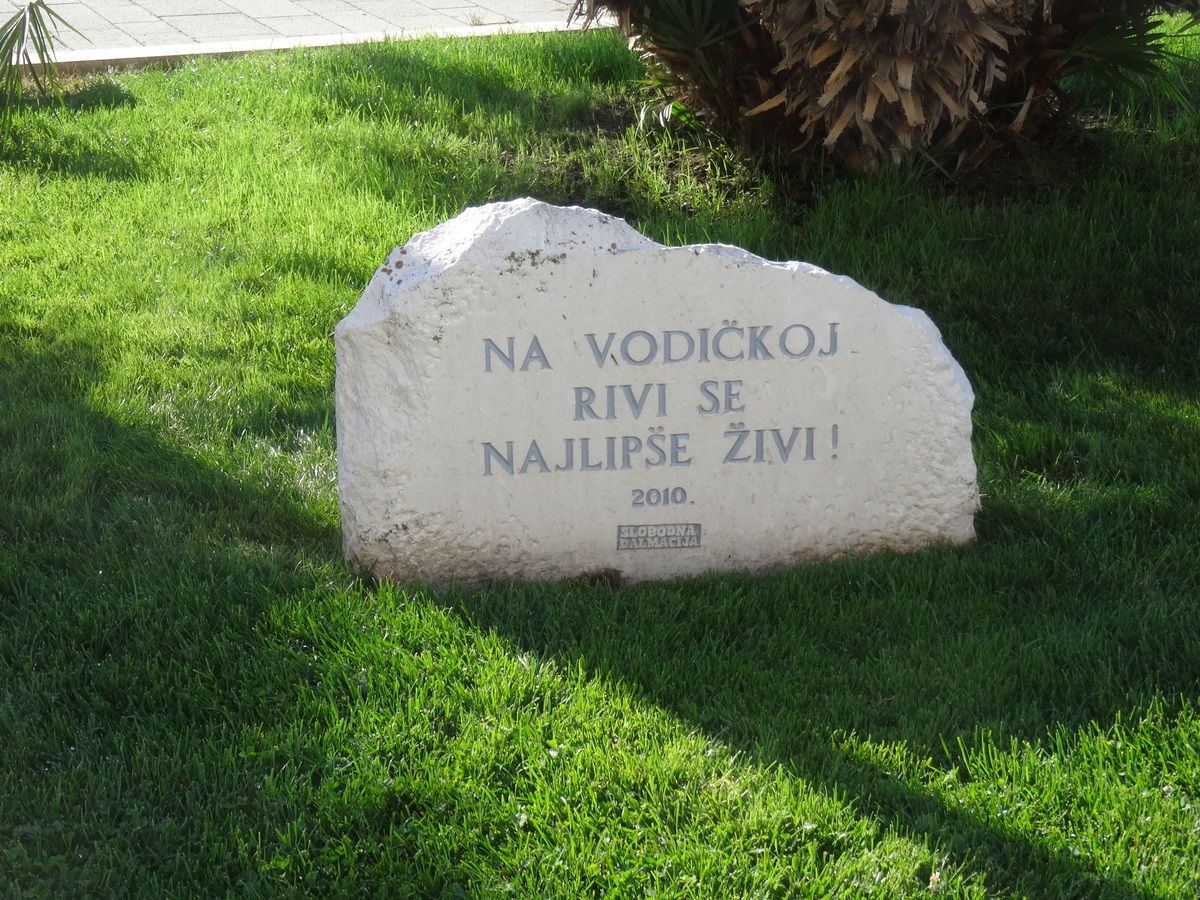 NA VODIČKOJ
RIVI SE
NAJLIPŠE ŽIVI!
2010.
SLOBODNA
DALMACIJA